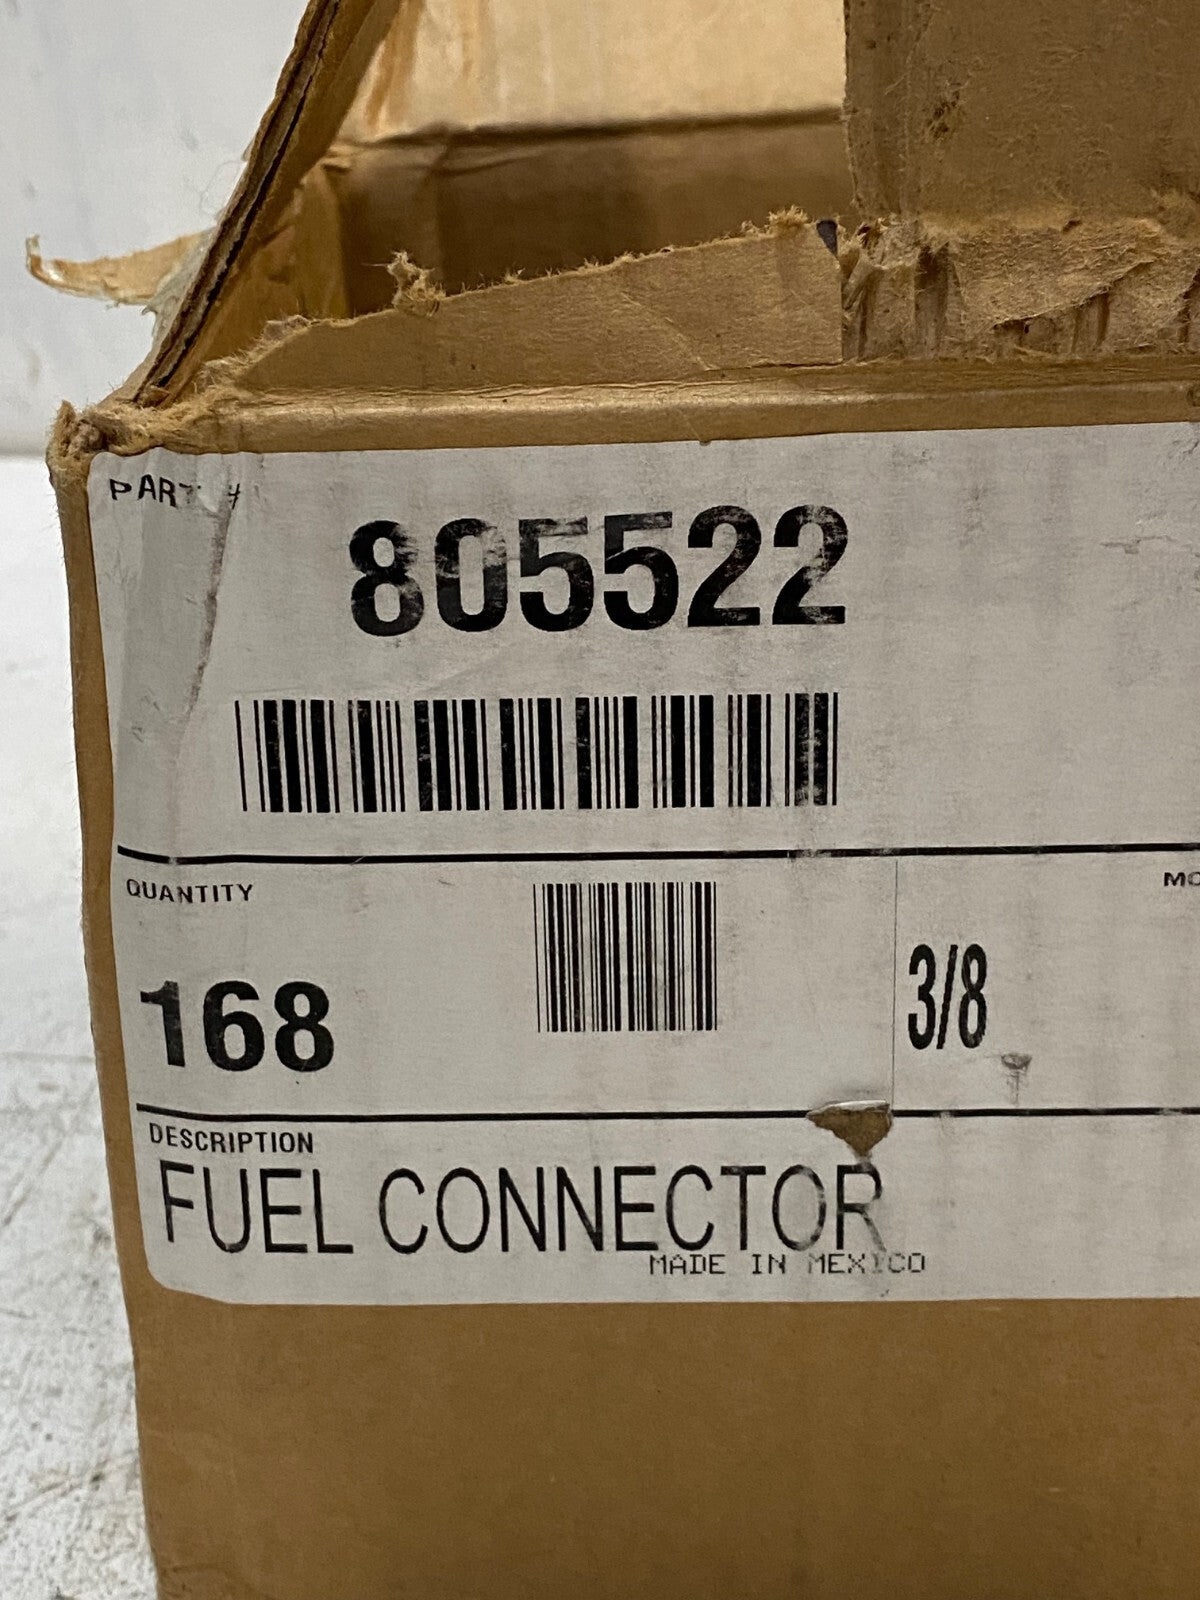 PART #
805522
QUANTITY
168
3/8
DESCRIPTION
FUEL CONNECTOR
MADE IN MEXICO